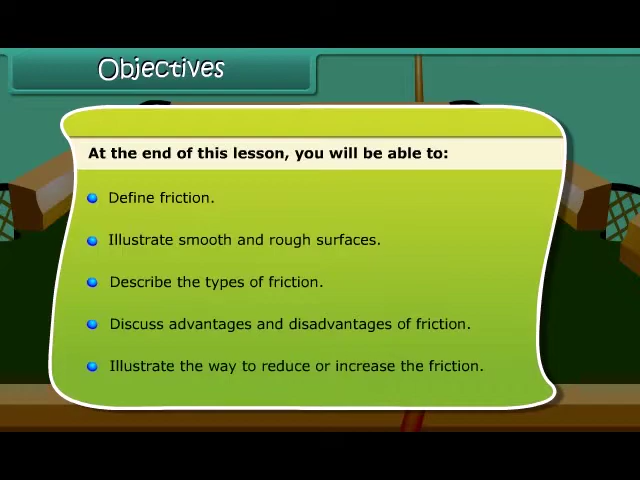 Objectives
At the end of this lesson, you will be able to:
Define friction.
Illustrate smooth and rough surfaces.
Describe the types of friction.
Discuss advantages and disadvantages of friction.
Illustrate the way to reduce or increase the friction.